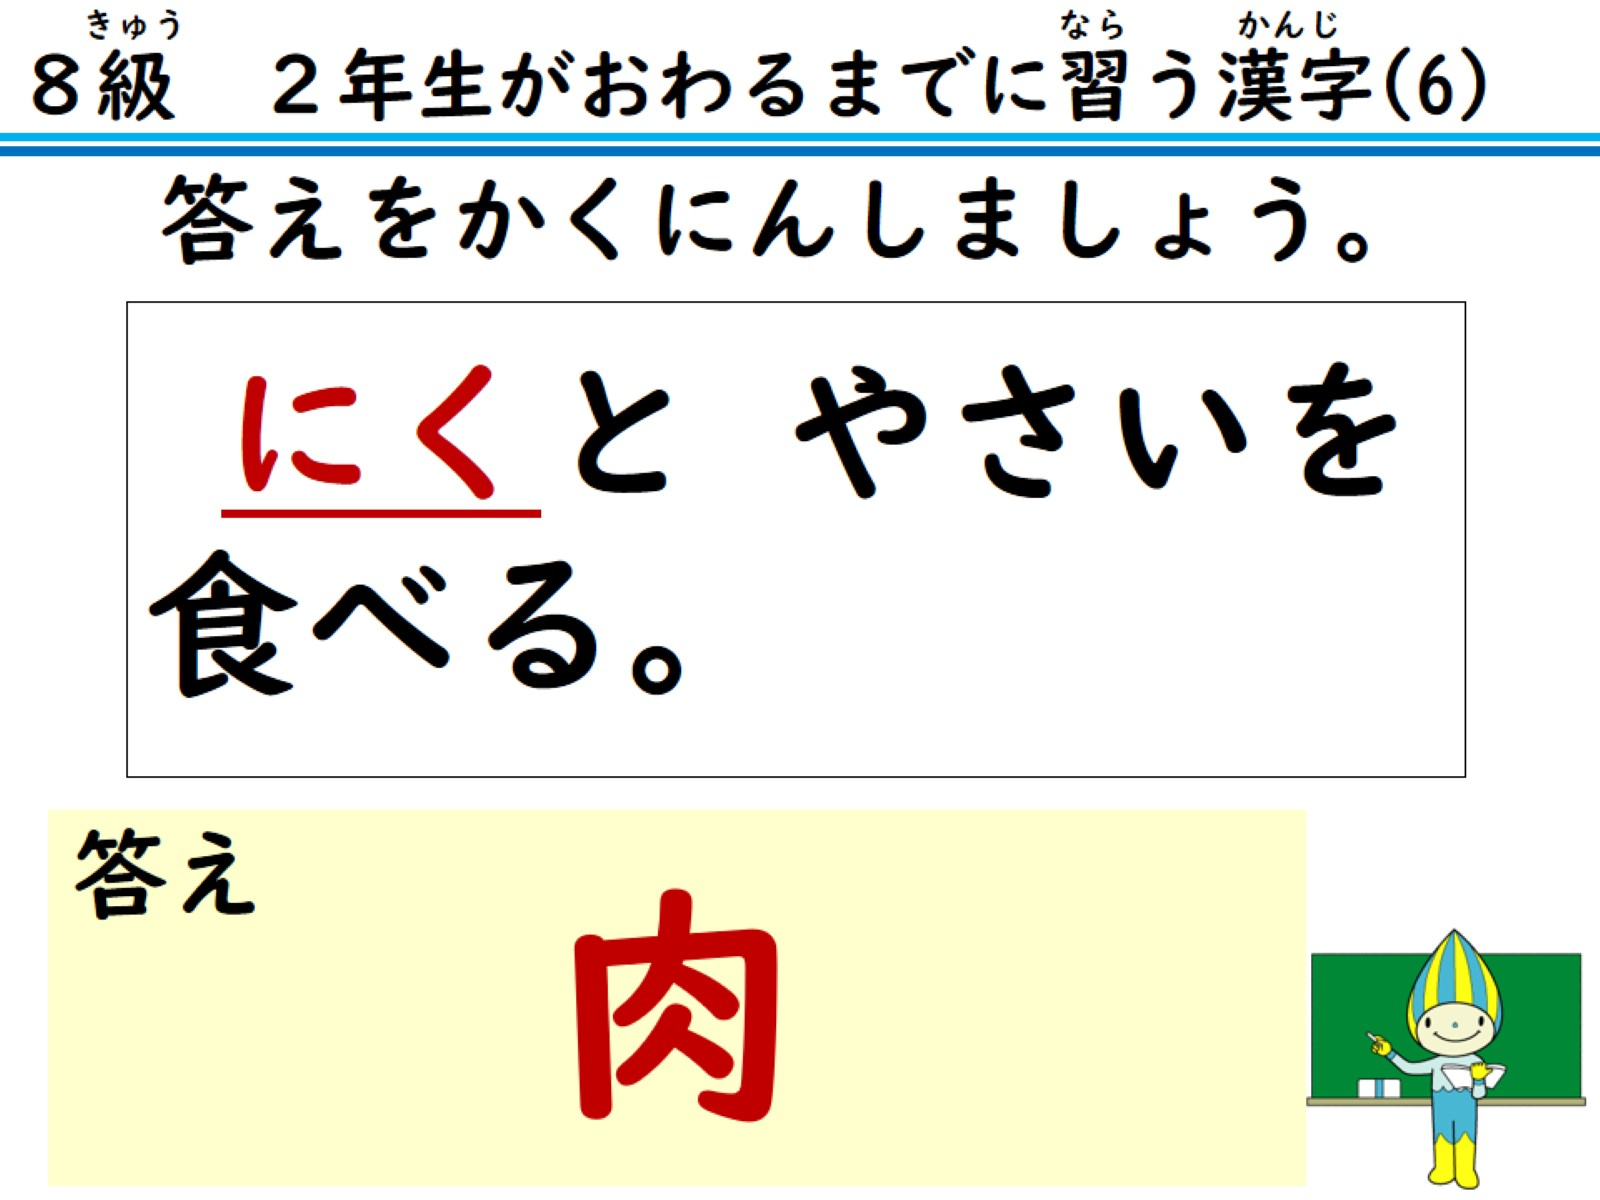 きゅう なら かんじ
８級　２年生がおわるまでに習う漢字(6)
答えをかくにんしましょう。
にくと やさいを
食べる。
答え
肉